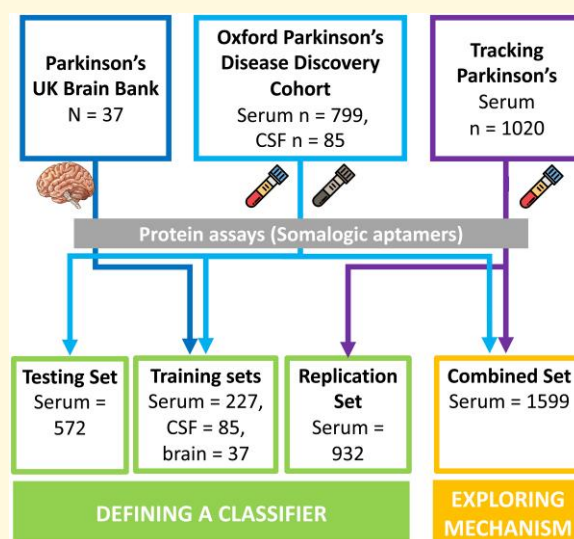 Parkinson's
UK Brain Bank
N = 37
Oxford Parkinson's
Disease Discovery
Cohort
Serum n = 799,
CSF n = 85
Tracking
Parkinson's
Serum
n = 1020
Protein assays (Somalogic aptamers)
Testing Set
Serum =
572
Training sets
Serum = 227,
CSF = 85,
brain = 37
Replication
Set
Serum =
932
Combined Set
Serum = 1599
DEFINING A CLASSIFIER
EXPLORING
MECHANISM